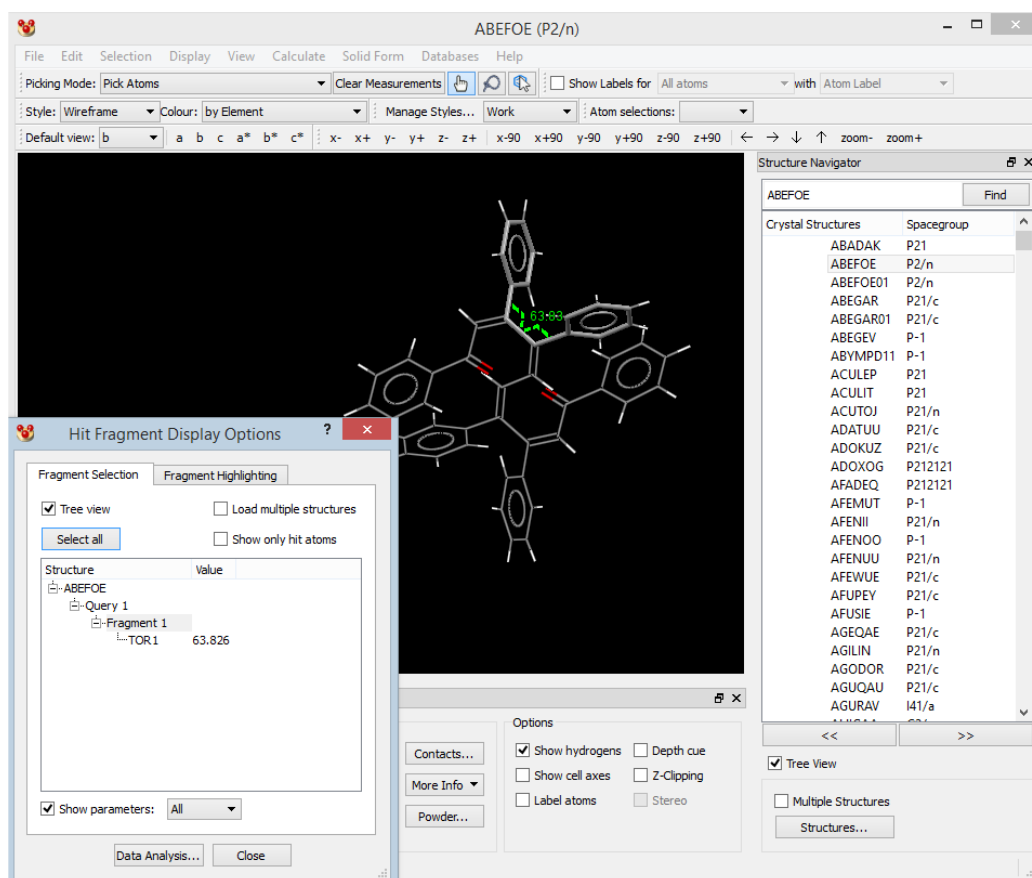 ABEFOE (P2/n)
File Edit Selection Display View Calculate Solid Form Databases Help
Picking Mode: Pick Atoms Clear Measurements Show Labels for All atoms with Atom Label
Style: Wireframe Colour: by Element Manage Styles... Work Atom selections:
Default view: b a b c a* b* c* x- x+ y- y+ z- z+ x-90 x+90 y-90 y+90 z-90 z+90 ← → ↓ ↑ zoom- zoom+
Structure Navigator
ABEFOE Find
Crystal Structures Spacegroup
ABADAK P21
ABEFOE P2/n
ABEFOE01 P2/n
ABEGAR P21/c
ABEGAR01 P21/c
ABEGEV P-1
ABYMPD11 P-1
ACULEP P21
ACULIT P21
ACUTOJ P21/n
ADATUU P21/c
ADOKUZ P21/c
ADOXOG P212121
AFADEQ P212121
AFEMUT P-1
AFENII P21/n
AFENOO P-1
AFENUU P21/n
AFEWUE P21/c
AFUPEY P21/c
AFUSIE P-1
AGEQAE P21/c
AGILIN P21/n
AGODOR P21/c
AGUQAU P21/c
AGURAV I41/a
<< >>
Tree View
Multiple Structures
Structures...
63.83
Hit Fragment Display Options ?
Fragment Selection Fragment Highlighting
Tree view Load multiple structures
Select all Show only hit atoms
Structure Value
ABEFOE
Query 1
Fragment 1
TOR1 63.826
Show parameters: All
Data Analysis... Close
Contacts...
More Info
Powder...
Options
Show hydrogens Depth cue
Show cell axes Z-Clipping
Label atoms Stereo